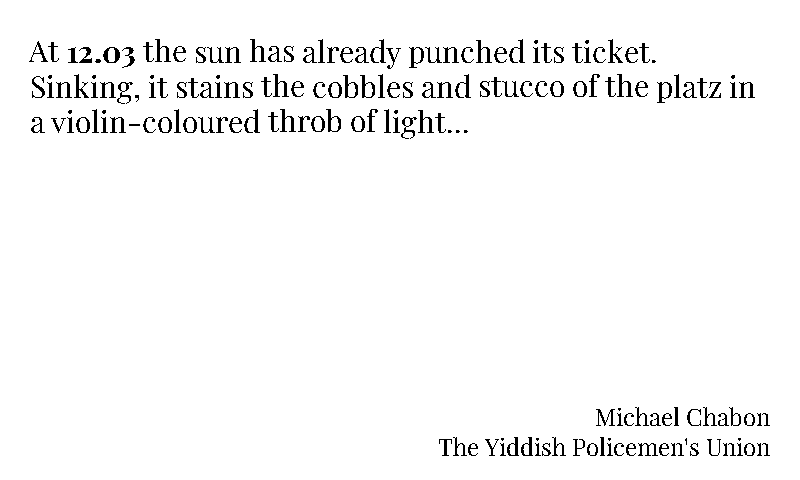 At 12.03 the sun has already punched its ticket.
Sinking, it stains the cobbles and stucco of the platz in
a violin-coloured throb of light...
Michael Chabon
The Yiddish Policemen's Union